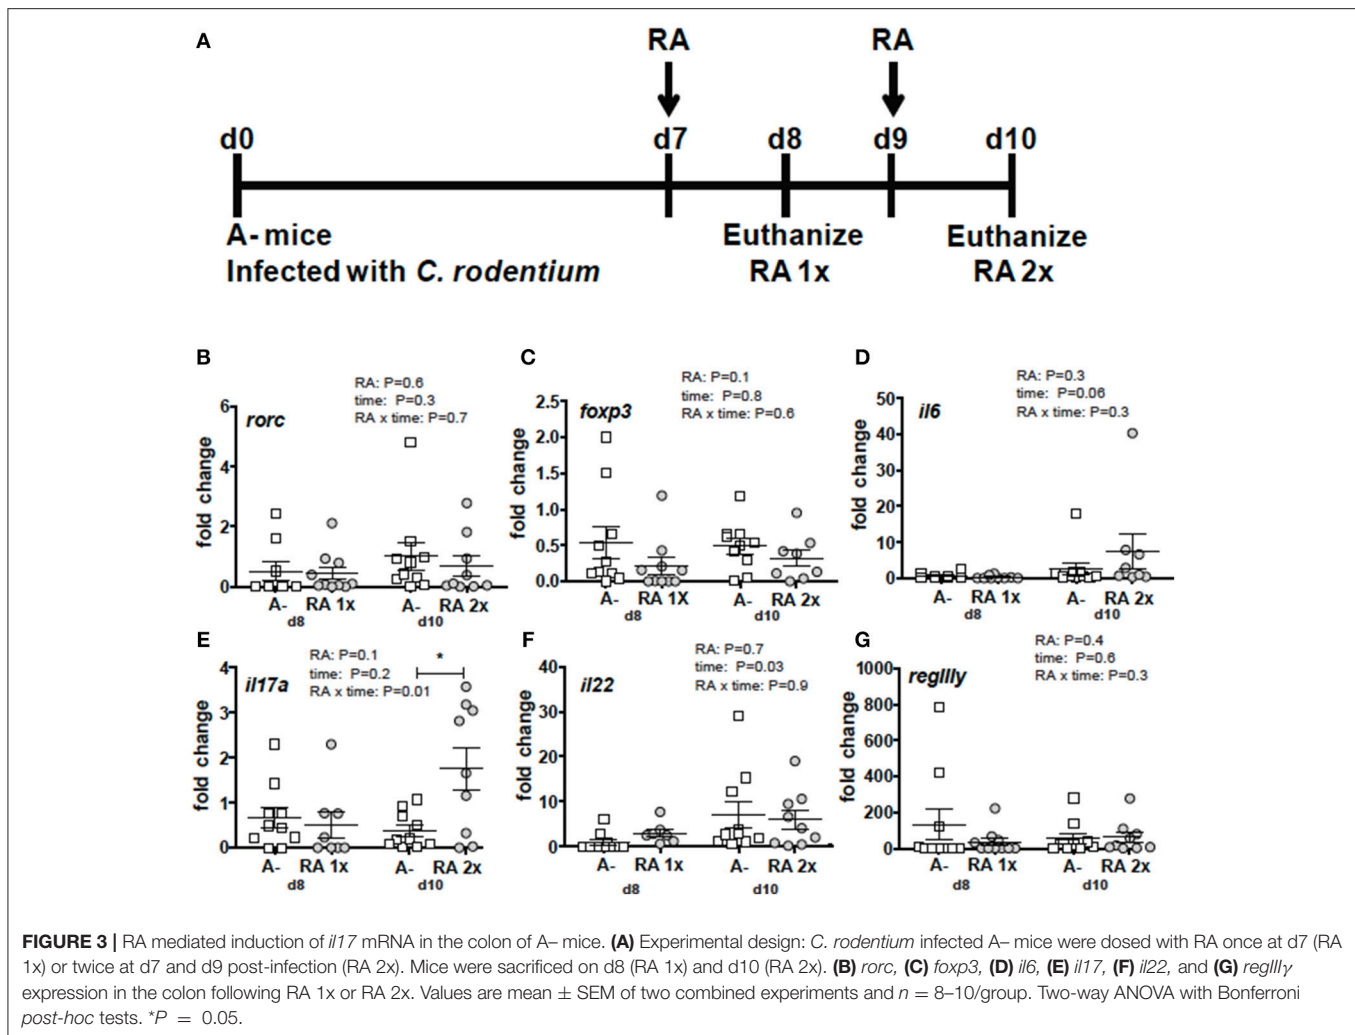 A
RA RA
d0 d7 d8 d9 d10
A- mice Euthanize Euthanize
Infected with C. rodentium RA 1x RA 2x
B
RA: P=0.6
time: P=0.3
RA x time: P=0.7
rorc
fold change
6
4
2
0
A- RA 1x A- RA 2x
d8 d10
C
RA: P=0.1
time: P=0.8
RA x time: P=0.6
foxp3
fold change
2.5
2.0
1.5
1.0
0.5
0.0
A- RA 1X A- RA 2x
d8 d10
D
RA: P=0.3
time: P=0.06
RA x time: P=0.3
il6
fold change
50
40
30
20
10
0
A- RA 1x A- RA 2x
d8 d10
E
RA: P=0.1
time: P=0.2
RA x time: P=0.01
*
il17a
fold change
4
3
2
1
0
A- RA 1x A- RA 2x
d8 d10
F
RA: P=0.7
time: P=0.03
RA x time: P=0.9
il22
fold change
40
30
20
10
0
A- RA 1x A- RA 2x
d8 d10
G
RA: P=0.4
time: P=0.6
RA x time: P=0.3
regIIIy
fold change
1000
800
600
400
200
0
A- RA 1x A- RA 2x
d8 d10
FIGURE 3 | RA mediated induction of il17 mRNA in the colon of A– mice. (A) Experimental design: C. rodentium infected A– mice were dosed with RA once at d7 (RA
1x) or twice at d7 and d9 post-infection (RA 2x). Mice were sacrificed on d8 (RA 1x) and d10 (RA 2x). (B) rorc, (C) foxp3, (D) il6, (E) il17, (F) il22, and (G) regIIIγ
expression in the colon following RA 1x or RA 2x. Values are mean ± SEM of two combined experiments and n = 8–10/group. Two-way ANOVA with Bonferroni
post-hoc tests. *P = 0.05.